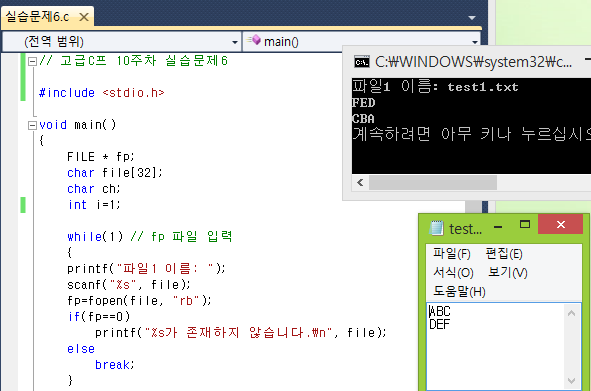 실습문제6.c
(전역 범위)
main()
// 고급C프 10주차 실습문제6
#include <stdio.h>
void main()
{
FILE * fp;
char file[32];
char ch;
int i=1;
while(1) // fp 파일 입력
{
printf("파일1 이름: ");
scanf("%s", file);
fp=fopen(file, "rb");
if(fp==0)
printf("%s가 존재하지 않습니다.₩n", file);
else
break;
}
C:₩WINDOWS₩system32₩c...
파일1 이름: test1.txt
FED
CBA
계속하려면 아무 키나 누르십시오
test...
파일(F) 편집(E)
서식(O) 보기(V)
도움말(H)
ABC
DEF